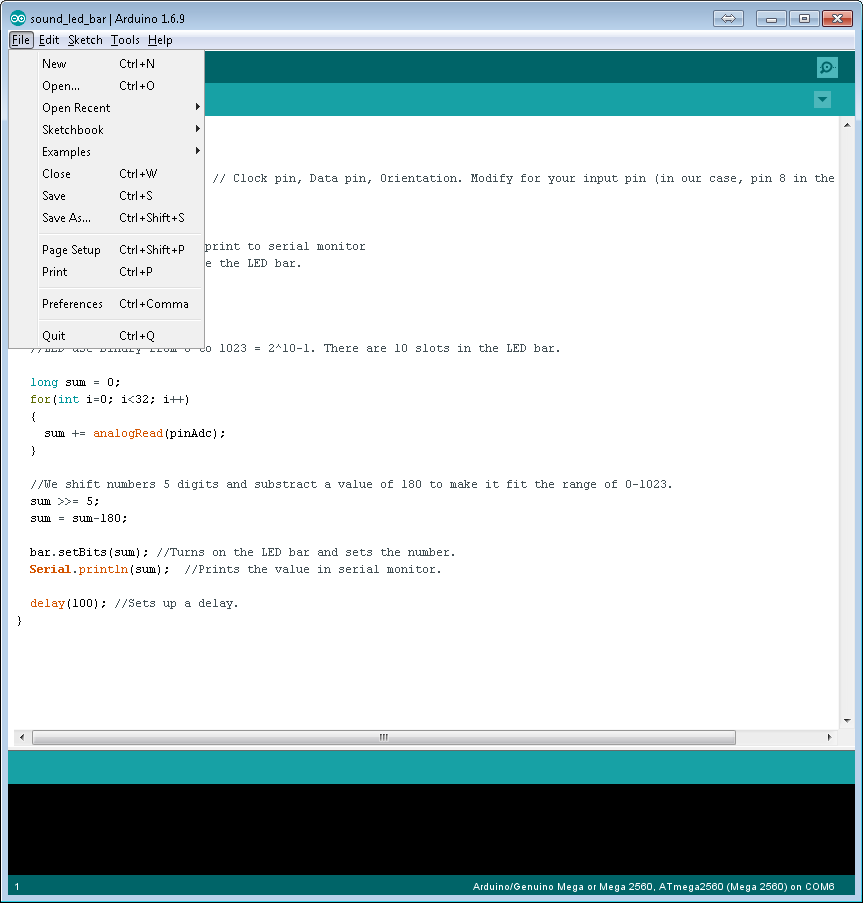 sound_led_bar | Arduino 1.6.9
File Edit Sketch Tools Help
New Ctrl+N
Open... Ctrl+O
Open Recent
Sketchbook
Examples
Close Ctrl+W
Save Ctrl+S
Save As... Ctrl+Shift+S
Page Setup Ctrl+Shift+P
Print Ctrl+P
Preferences Ctrl+Comma
Quit Ctrl+Q
// Clock pin, Data pin, Orientation. Modify for your input pin (in our case, pin 8 in the
print to serial monitor
the LED bar.
//LED use binary from 0 to 1023 = 2^10-1. There are 10 slots in the LED bar.
long sum = 0;
for(int i=0; i<32; i++)
{
sum += analogRead(pinAdc);
}
//We shift numbers 5 digits and substract a value of 180 to make it fit the range of 0-1023.
sum >>= 5;
sum = sum-180;
bar.setBits(sum); //Turns on the LED bar and sets the number.
Serial.println(sum); //Prints the value in serial monitor.
delay(100); //Sets up a delay.
}
1 Arduino/Genuino Mega or Mega 2560, ATmega2560 (Mega 2560) on COM6